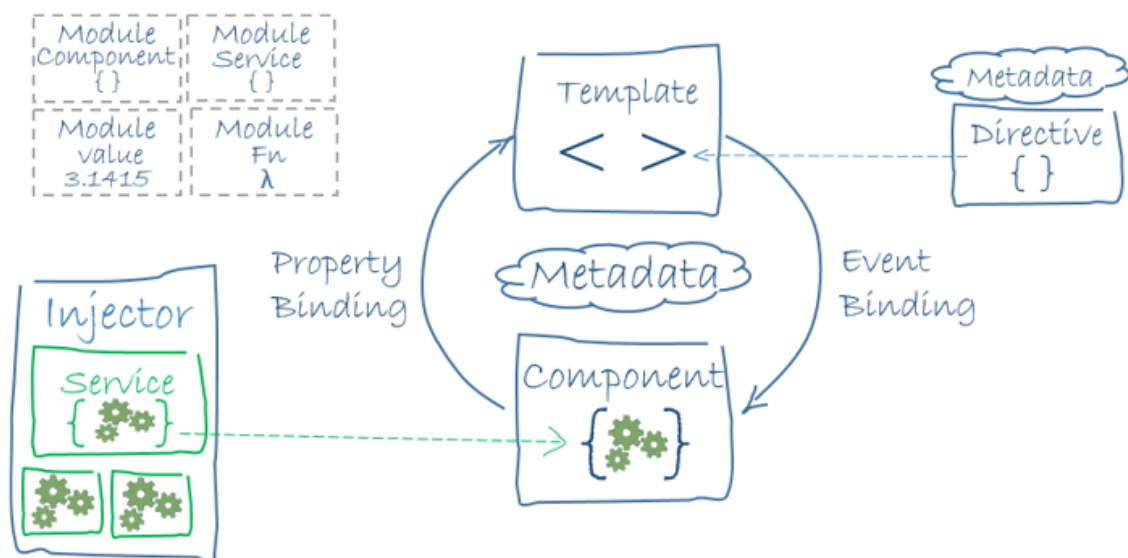 Module
Component
{ }
Module
Service
{ }
Module
value
3.1415
Module
Fn
λ
Template
< >
Metadata
Directive
{ }
Property
Binding
Metadata
Event
Binding
Injector
Service
{ }
Component
{ }